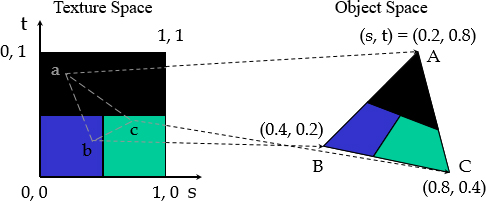 Texture Space
Object Space
t
0, 1
1, 1
(s, t) = (0.2, 0.8)
A
a
b
c
(0.4, 0.2)
B
C
(0.8, 0.4)
0, 0
1, 0 s